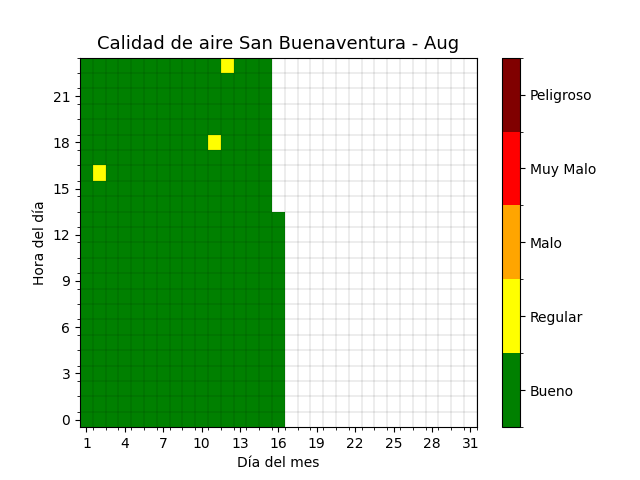 Calidad de aire San Buenaventura - Aug
Hora del día
21
18
15
12
9
6
3
0
1 4 7 10 13 16 19 22 25 28 31
Día del mes
Peligroso
Muy Malo
Malo
Regular
Bueno